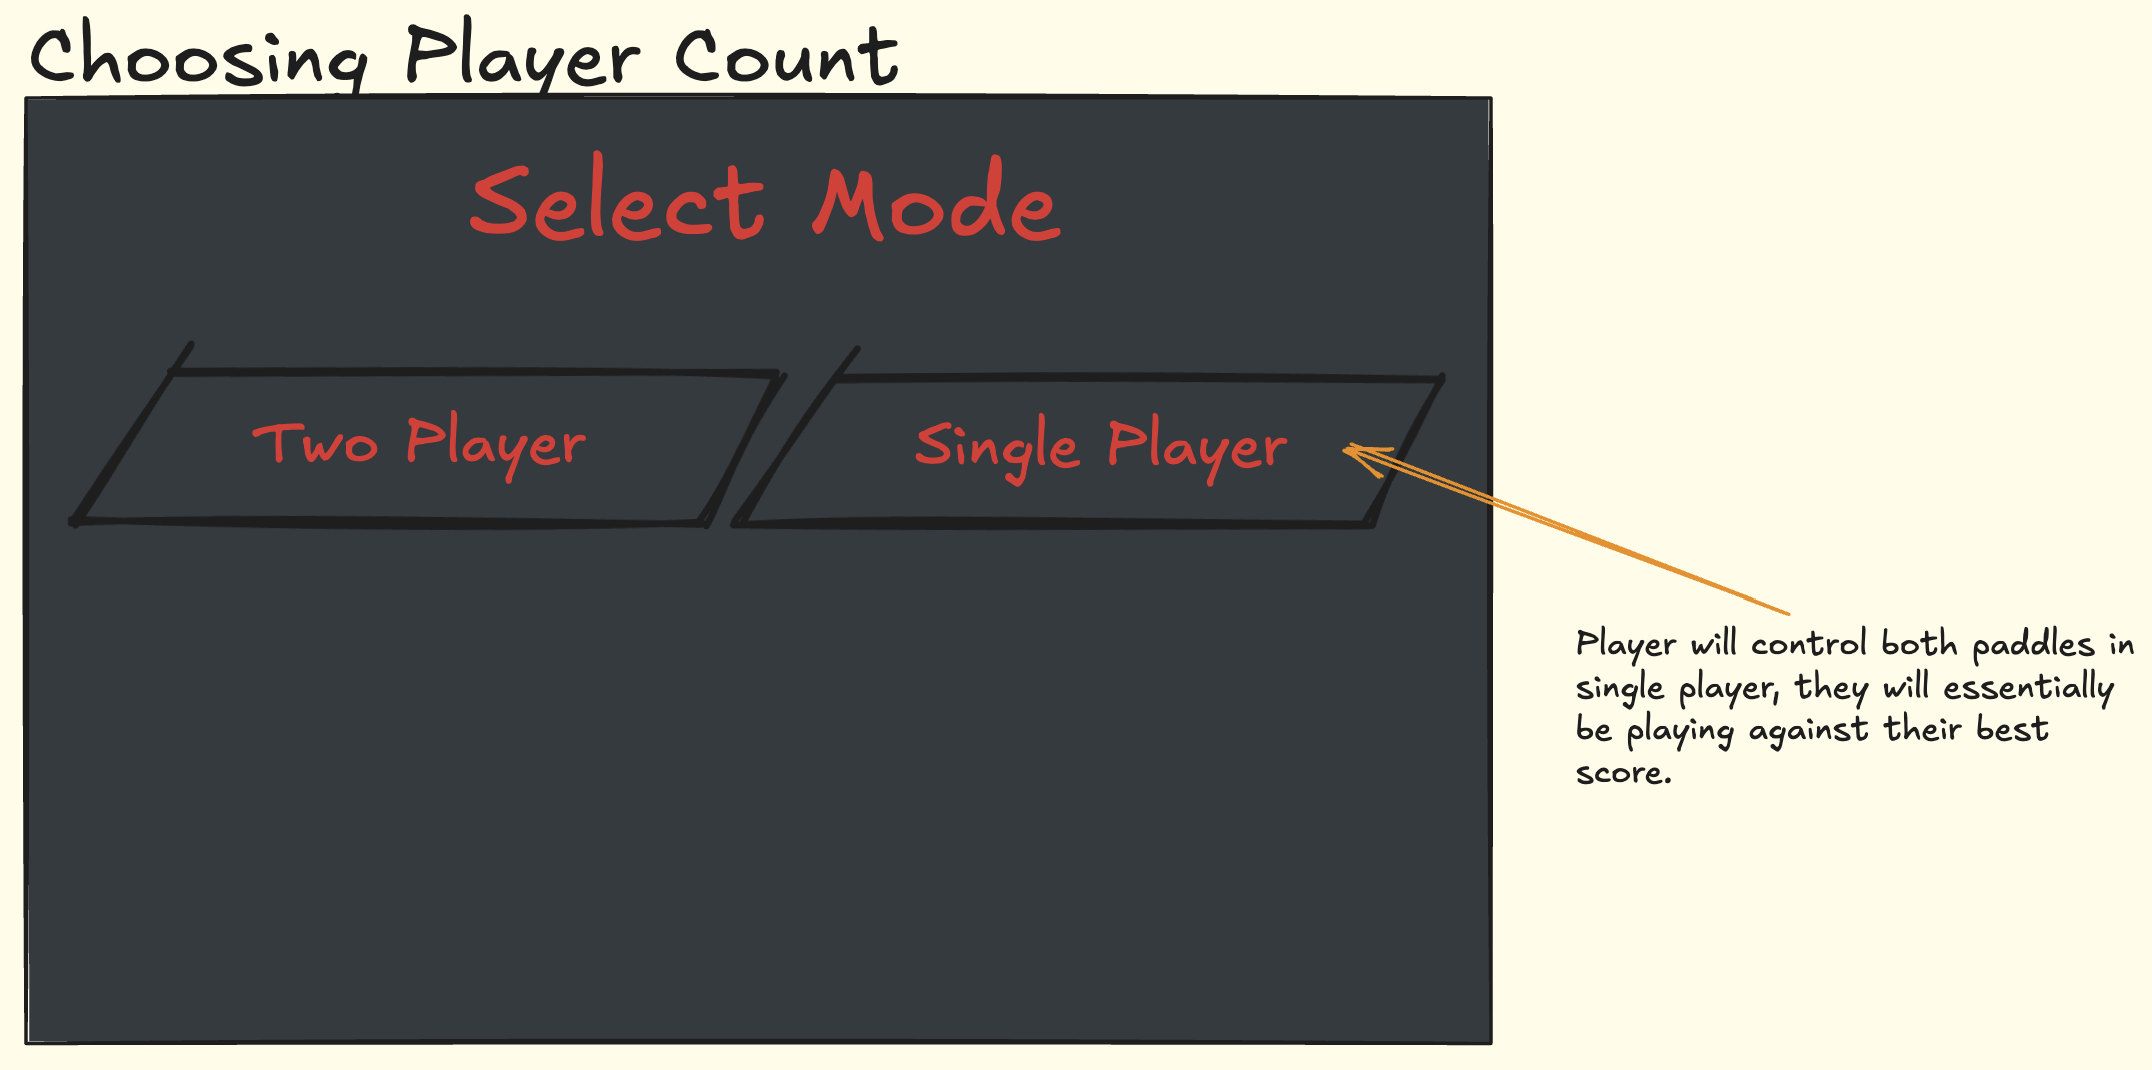 Choosing Player Count
Select Mode
Two Player
Single Player
Player will control both paddles in
single player, they will essentially
be playing against their best
score.